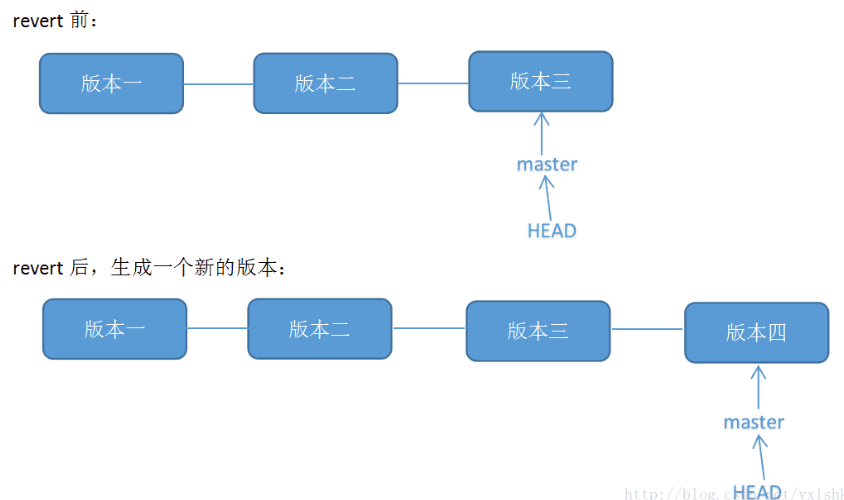 revert 前：
版本一
版本二
版本三
master
HEAD
revert 后，生成一个新的版本：
版本一
版本二
版本三
版本四
master
HEAD